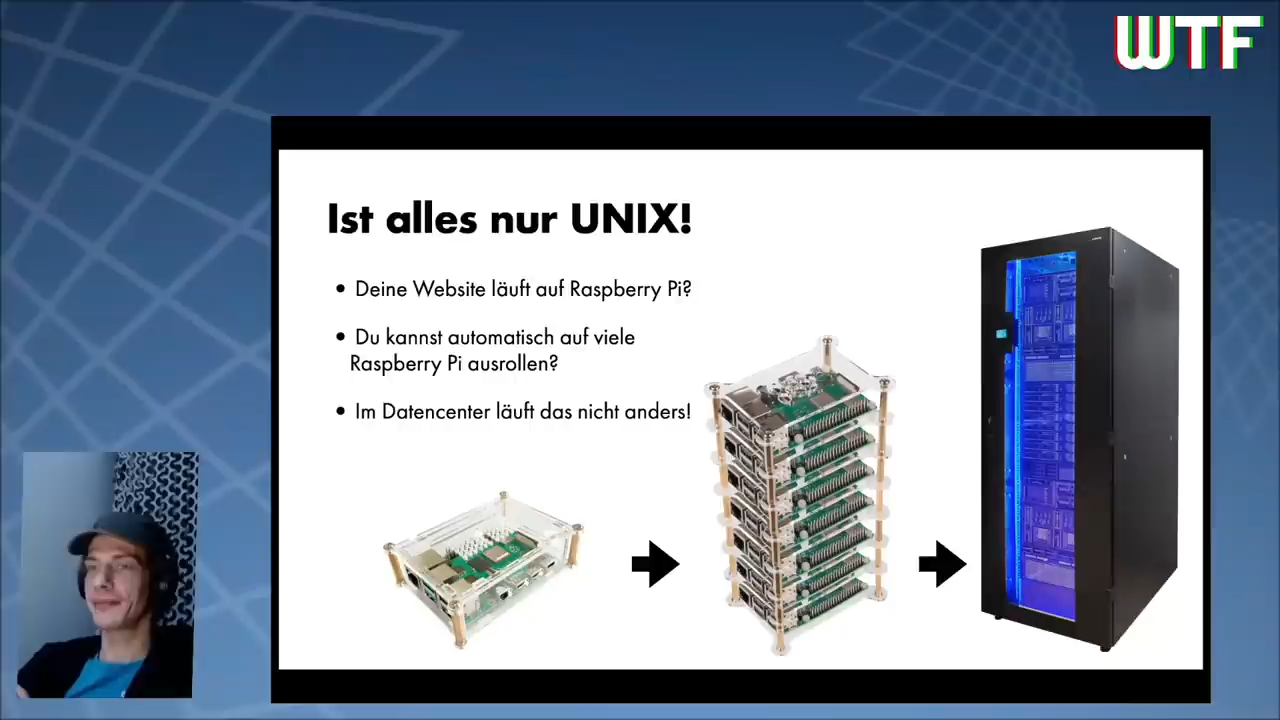 WTF
Ist alles nur UNIX!
• Deine Website läuft auf Raspberry Pi?
• Du kannst automatisch auf viele
Raspberry Pi ausrollen?
• Im Datencenter läuft das nicht anders!